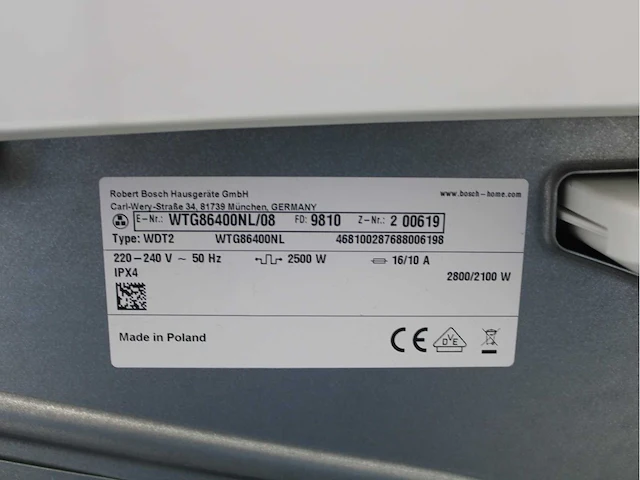 Robert Bosch Hausgeräte GmbH
www.bosch-home.com
Carl-Wery-Straße 34, 81739 München, GERMANY
E-Nr.: WTG86400NL/08 FD: 9810 Z-Nr.: 2 00619
Type: WDT2 WTG86400NL 468100287688006198
220-240 V ~ 50 Hz 2500 W 16/10 A
IPX4 2800/2100 W
Made in Poland CE DVE